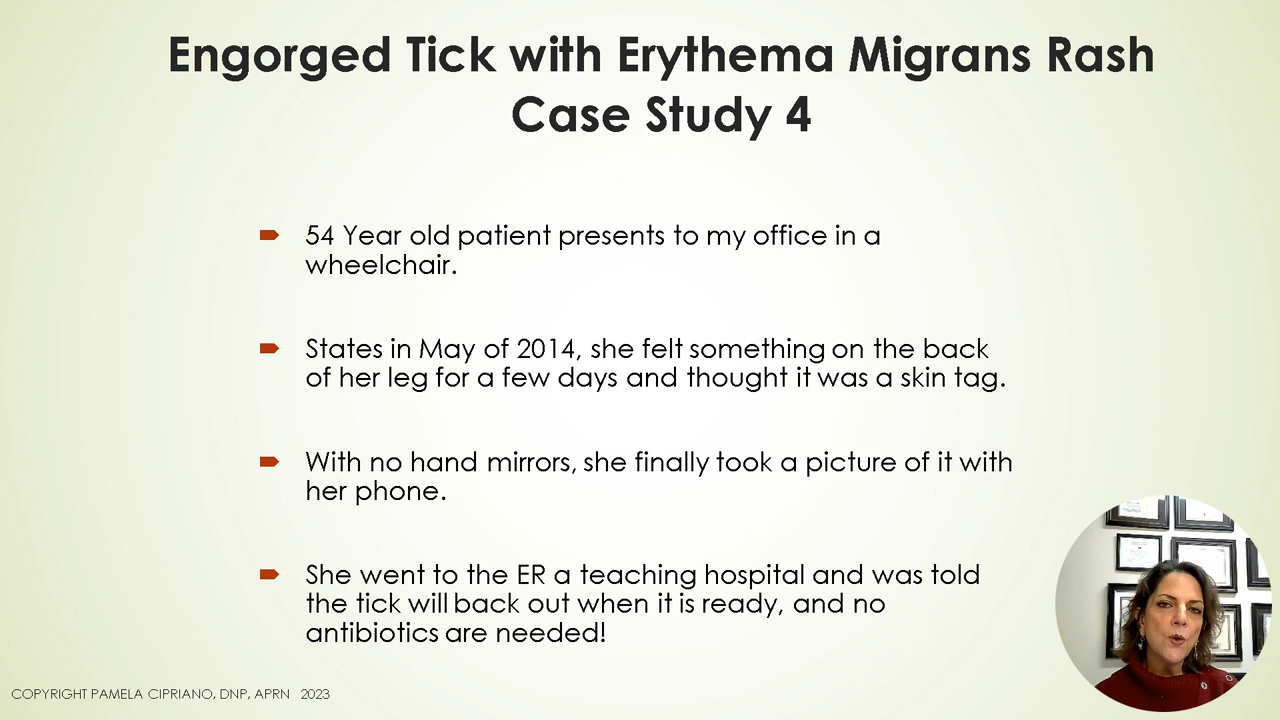 Engorged Tick with Erythema Migrans Rash
Case Study 4
54 Year old patient presents to my office in a
wheelchair.
States in May of 2014, she felt something on the back
of her leg for a few days and thought it was a skin tag.
With no hand mirrors, she finally took a picture of it with
her phone.
She went to the ER a teaching hospital and was told
the tick will back out when it is ready, and no
antibiotics are needed!
COPYRIGHT PAMELA CIPRIANO, DNP, APRN 2023